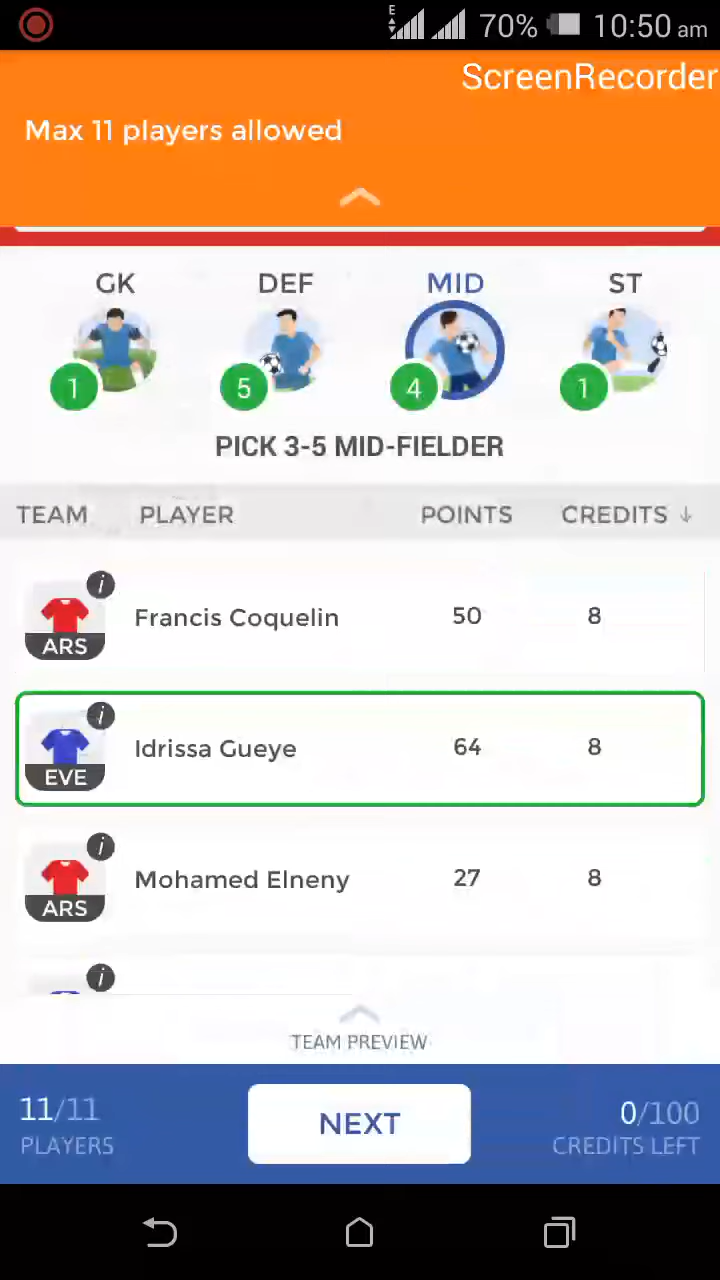 E 70% 10:50 am
ScreenRecorder
Max 11 players allowed
GK DEF MID ST
1 5 4 1
PICK 3-5 MID-FIELDER
TEAM PLAYER POINTS CREDITS ↓
i
Francis Coquelin 50 8
ARS
i
Idrissa Gueye 64 8
EVE
i
Mohamed Elneny 27 8
ARS
i
TEAM PREVIEW
11/11 NEXT 0/100
PLAYERS CREDITS LEFT